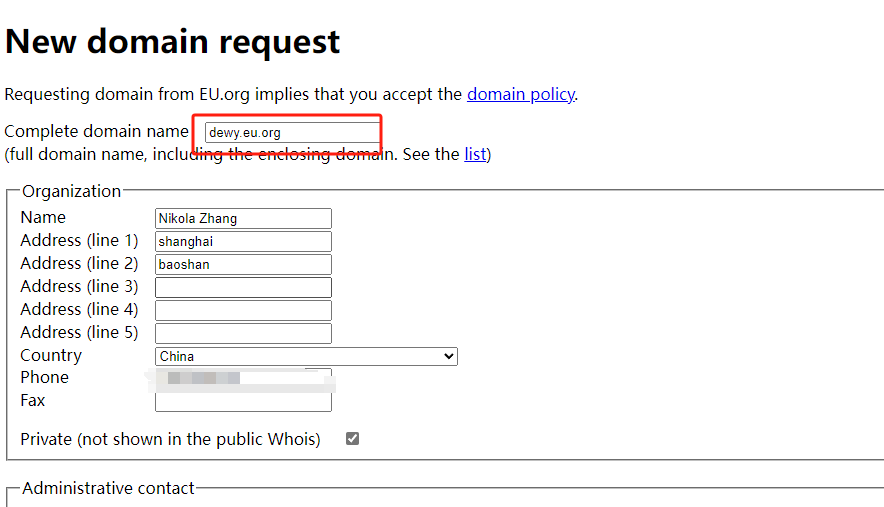 New domain request
Requesting domain from EU.org implies that you accept the domain policy.
Complete domain name dewy.eu.org
(full domain name, including the enclosing domain. See the list)
Organization
Name Nikola Zhang
Address (line 1) shanghai
Address (line 2) baoshan
Address (line 3)
Address (line 4)
Address (line 5)
Country China
Phone
Fax
Private (not shown in the public Whois)
Administrative contact